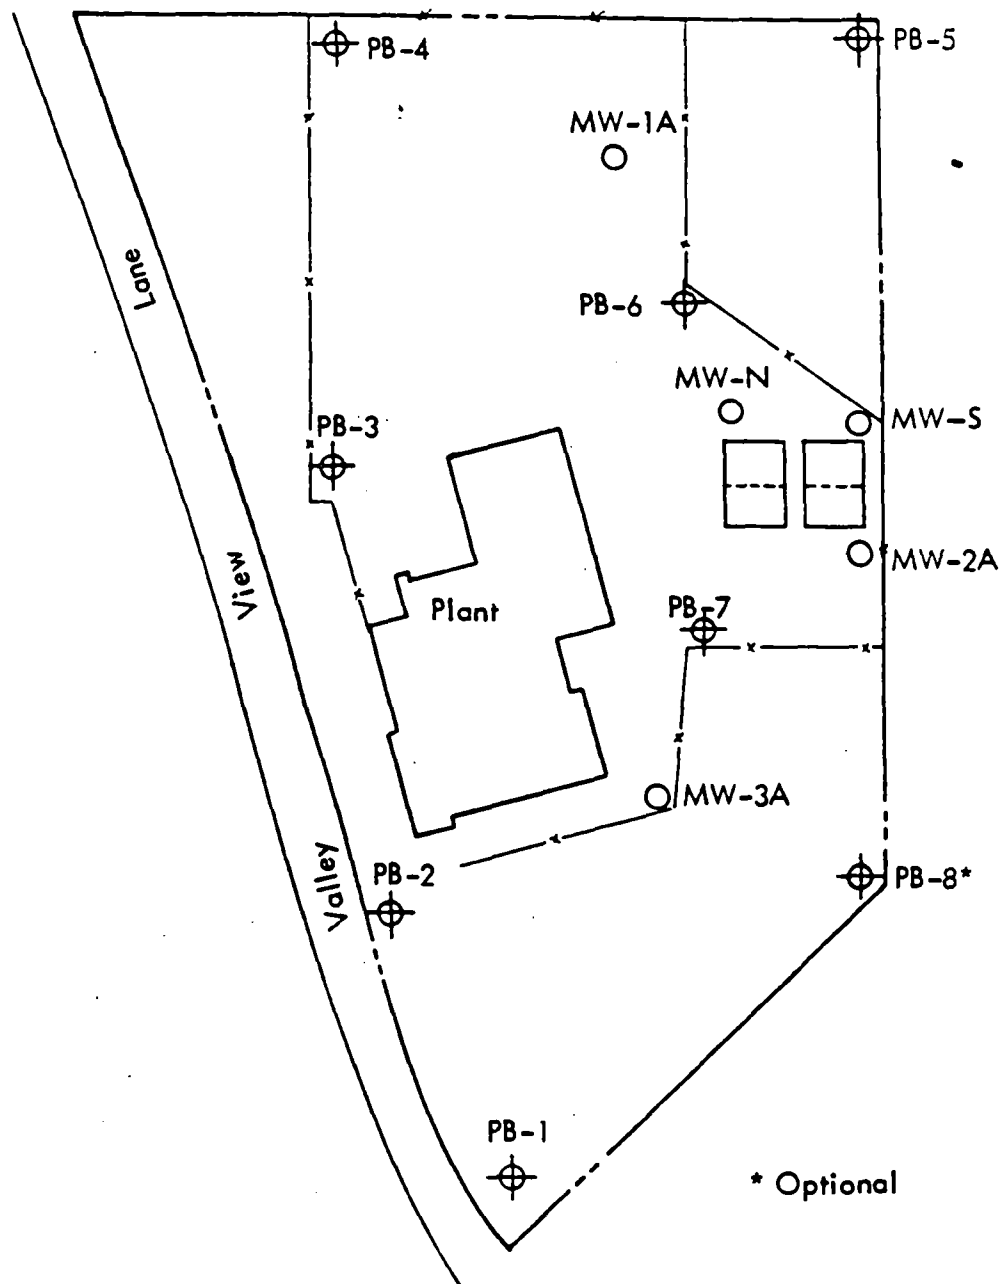 PB-4
PB-5
MW-1A
Lane
PB-6
MW-N
MW-S
PB-3
View
MW-2A
Plant
PB-7
MW-3A
Valley
PB-2
PB-8*
PB-1
* Optional